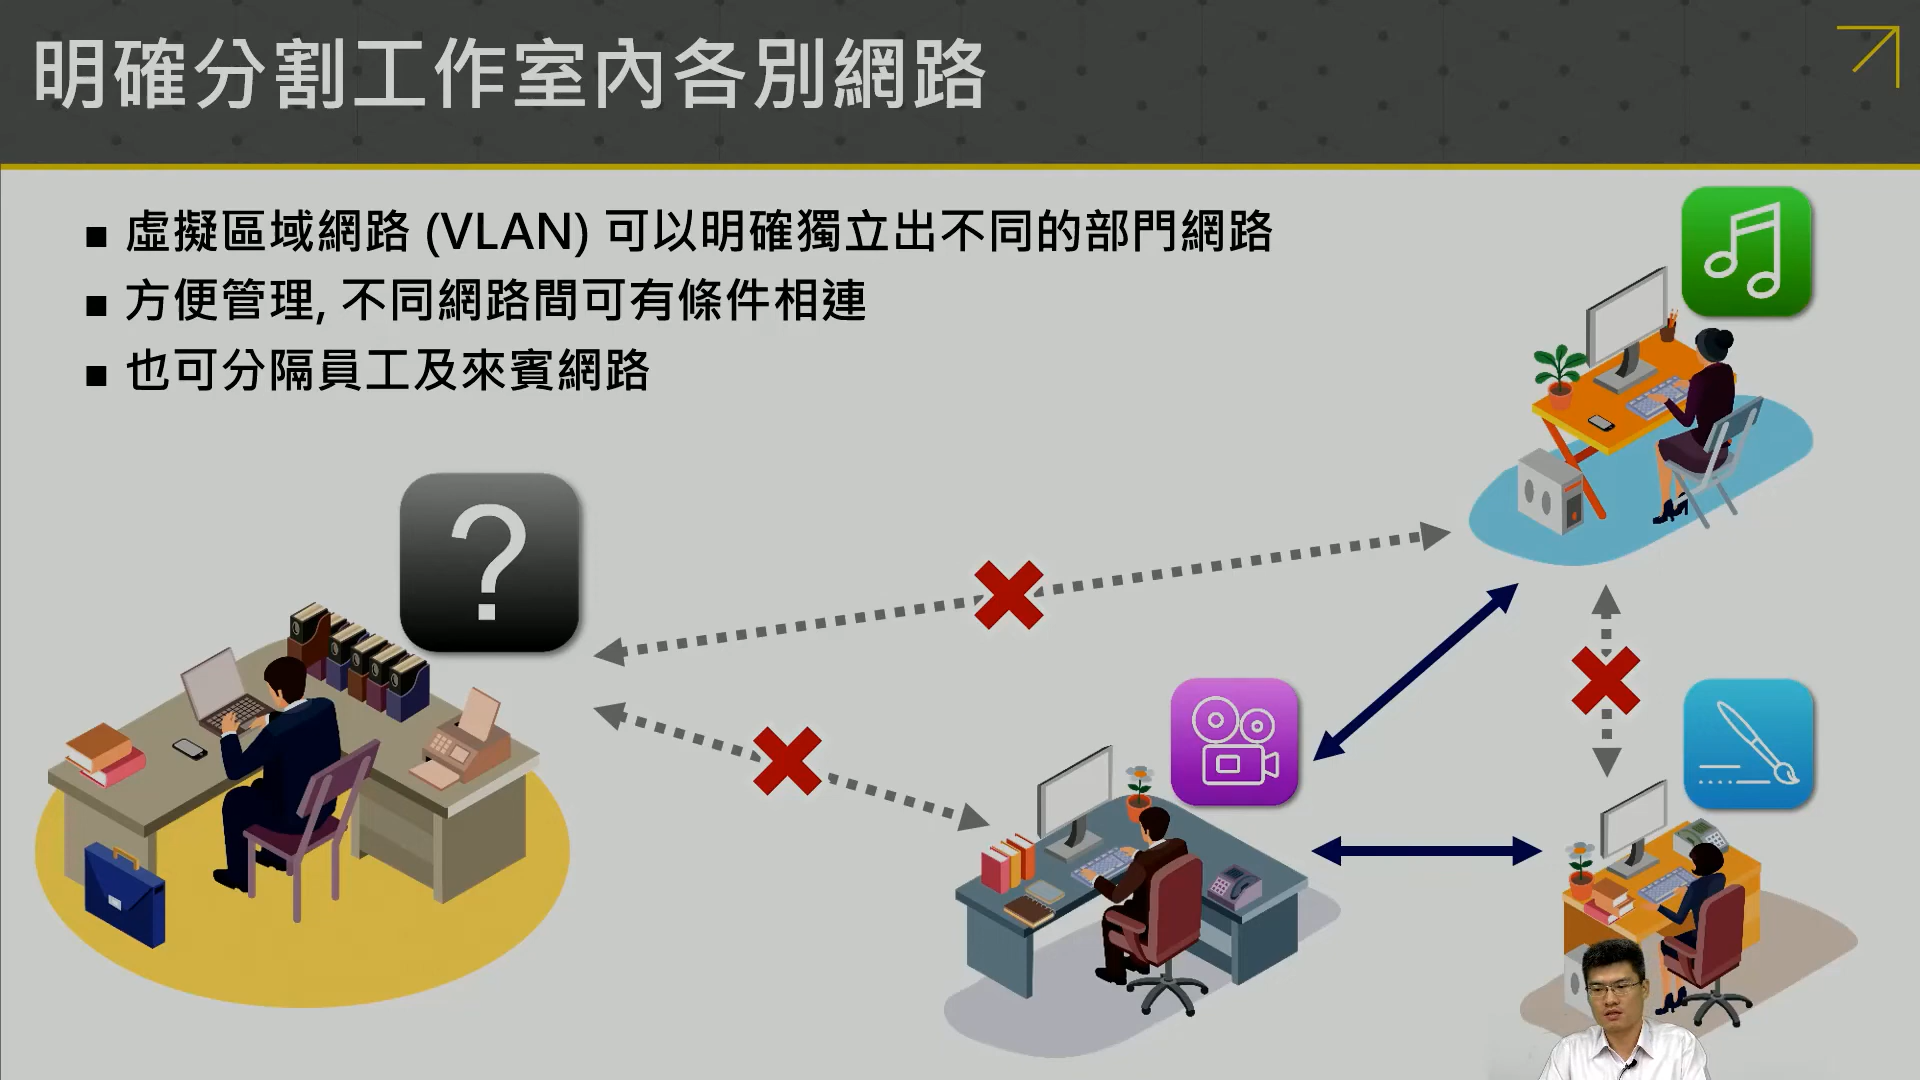 明確分割工作室內各別網路
虛擬區域網路 (VLAN) 可以明確獨立出不同的部門網路
方便管理, 不同網路間可有條件相連
也可分隔員工及來賓網路
?